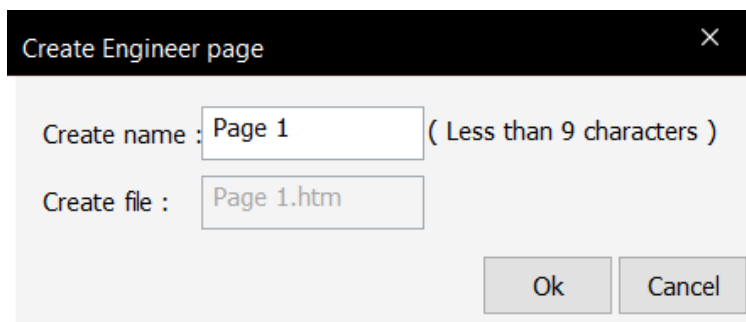 Create Engineer page
Create name : Page 1 ( Less than 9 characters )
Create file : Page 1.htm
Ok Cancel